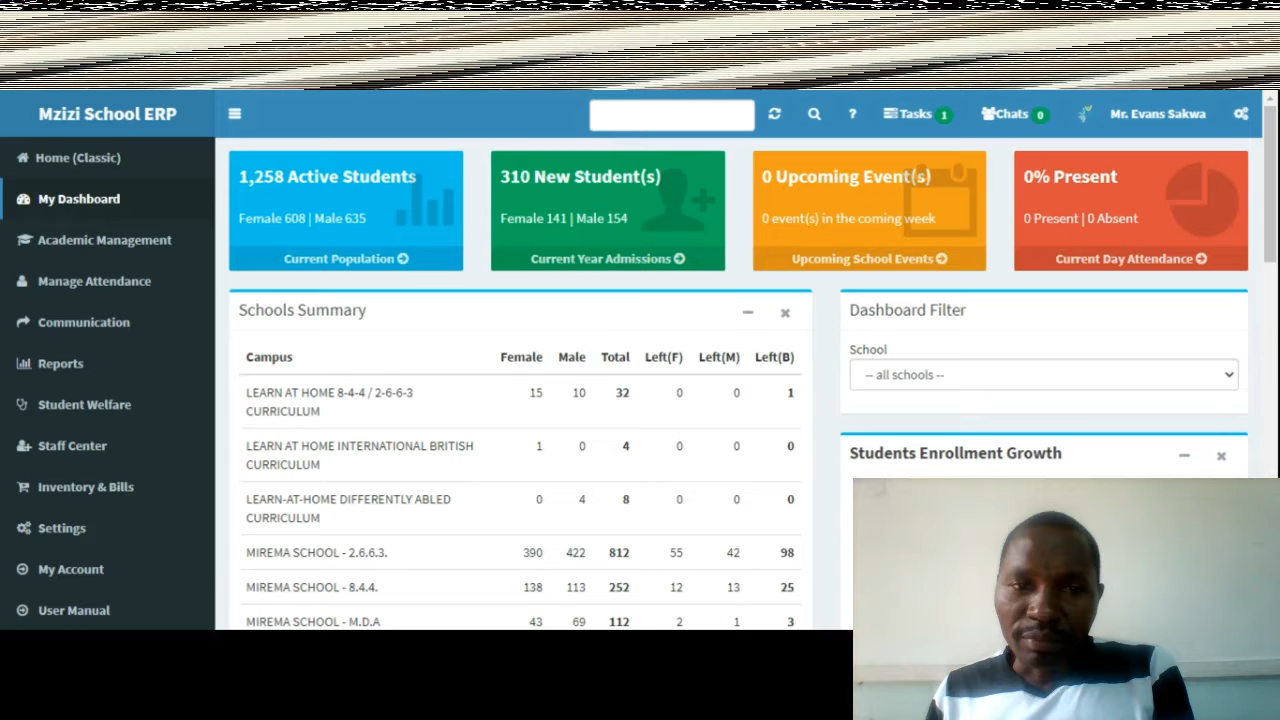 Mzizi School ERP
Tasks 1
Chats 0
Mr. Evans Sakwa
Home (Classic)
My Dashboard
Academic Management
Manage Attendance
Communication
Reports
Student Welfare
Staff Center
Inventory & Bills
Settings
My Account
User Manual
1,258 Active Students
Female 608 | Male 635
Current Population
310 New Student(s)
Female 141 | Male 154
Current Year Admissions
0 Upcoming Event(s)
0 event(s) in the coming week
Upcoming School Events
0% Present
0 Present | 0 Absent
Current Day Attendance
Schools Summary
Campus Female Male Total Left(F) Left(M) Left(B)
LEARN AT HOME 8-4-4 / 2-6-6-3 15 10 32 0 0 1
CURRICULUM
LEARN AT HOME INTERNATIONAL BRITISH 1 0 4 0 0 0
CURRICULUM
LEARN-AT-HOME DIFFERENTLY ABLED 0 4 8 0 0 0
CURRICULUM
MIREMA SCHOOL - 2.6.6.3. 390 422 812 55 42 98
MIREMA SCHOOL - 8.4.4. 138 113 252 12 13 25
MIREMA SCHOOL - M.D.A 43 69 112 2 1 3
Dashboard Filter
School
-- all schools --
Students Enrollment Growth